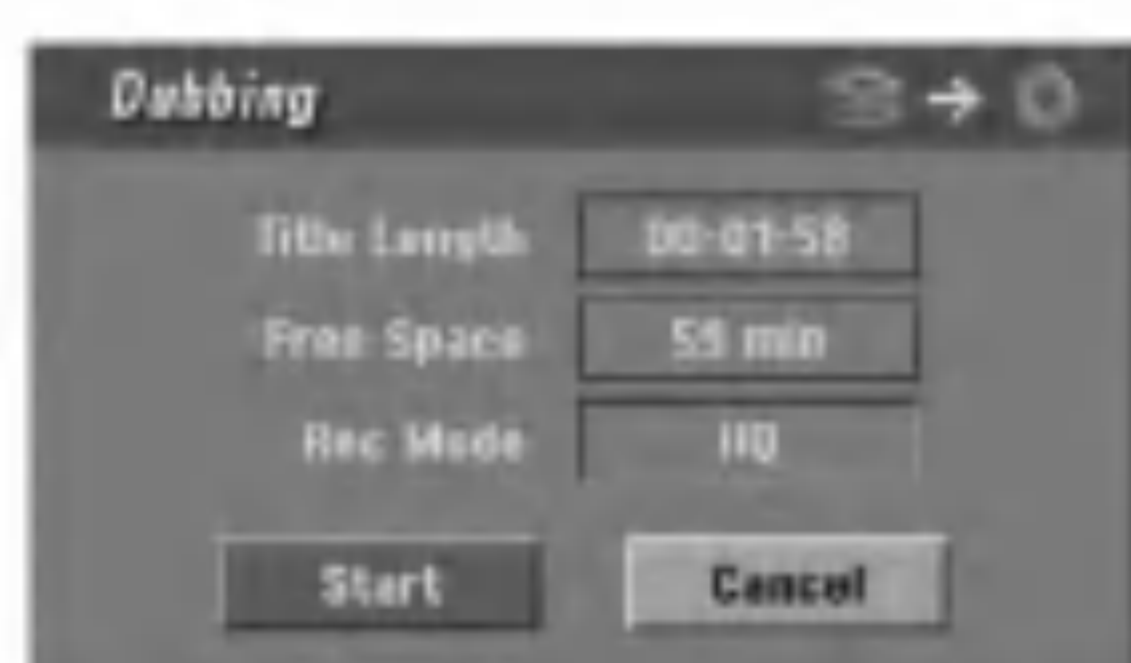 Dubbing
Title Length 00-01-58
Free Space 59 min
Rec Mode HQ
Start Cancel